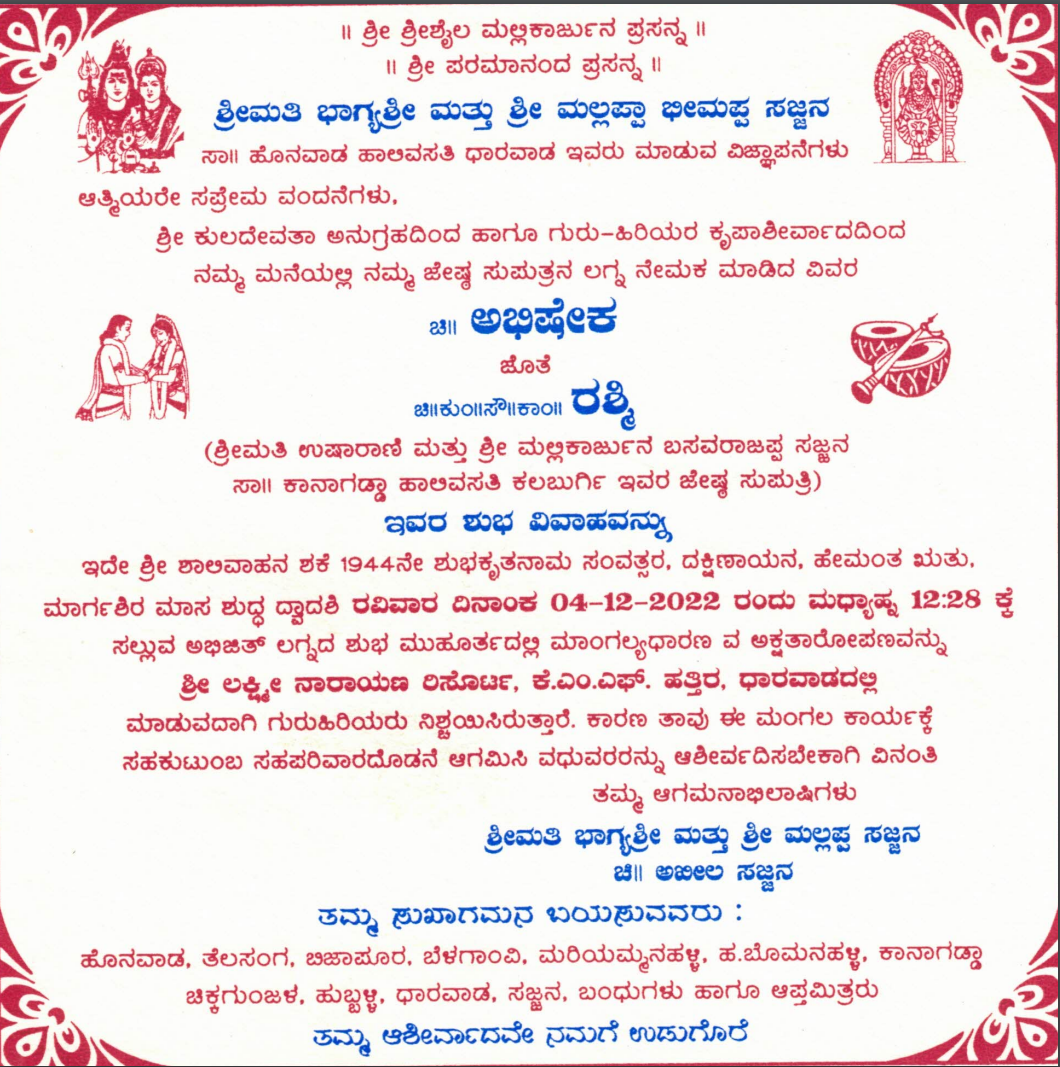 ॥ ಶ್ರೀ ಶ್ರೀಶೈಲ ಮಲ್ಲಿಕಾರ್ಜುನ ಪ್ರಸನ್ನ ॥
॥ ಶ್ರೀ ಪರಮಾನಂದ ಪ್ರಸನ್ನ ॥
ಶ್ರೀಮತಿ ಭಾಗ್ಯಶ್ರೀ ಮತ್ತು ಶ್ರೀ ಮಲ್ಲಪ್ಪಾ ಭೀಮಪ್ಪ ಸಜ್ಜನ
ಸಾ॥ ಹೊನವಾಡ ಹಾಲಿವಸತಿ ಧಾರವಾಡ ಇವರು ಮಾಡುವ ವಿಜ್ಞಾಪನೆಗಳು
ಆತ್ಮಿಯರೇ ಸಪ್ರೇಮ ವಂದನೆಗಳು,
ಶ್ರೀ ಕುಲದೇವತಾ ಅನುಗ್ರಹದಿಂದ ಹಾಗೂ ಗುರು-ಹಿರಿಯರ ಕೃಪಾಶೀರ್ವಾದದಿಂದ
ನಮ್ಮ ಮನೆಯಲ್ಲಿ ನಮ್ಮ ಜೇಷ್ಠ ಸುಪುತ್ರನ ಲಗ್ನ ನೇಮಕ ಮಾಡಿದ ವಿವರ
ಚಿ॥ ಅಭಿಷೇಕ
ಜೊತೆ
ಚಿ॥ಕುಂ॥ಸೌ॥ಕಾಂ॥ ರಶ್ಮಿ
(ಶ್ರೀಮತಿ ಉಷಾರಾಣಿ ಮತ್ತು ಶ್ರೀ ಮಲ್ಲಿಕಾರ್ಜುನ ಬಸವರಾಜಪ್ಪ ಸಜ್ಜನ
ಸಾ॥ ಕಾನಾಗಡ್ಡಾ ಹಾಲಿವಸತಿ ಕಲಬುರ್ಗಿ ಇವರ ಜೇಷ್ಠ ಸುಪುತ್ರಿ)
ಇವರ ಶುಭ ವಿವಾಹವನ್ನು
ಇದೇ ಶ್ರೀ ಶಾಲಿವಾಹನ ಶಕೆ 1944ನೇ ಶುಭಕೃತನಾಮ ಸಂವತ್ಸರ, ದಕ್ಷಿಣಾಯನ, ಹೇಮಂತ ಋತು,
ಮಾರ್ಗಶಿರ ಮಾಸ ಶುದ್ಧ ದ್ವಾದಶಿ ರವಿವಾರ ದಿನಾಂಕ 04-12-2022 ರಂದು ಮಧ್ಯಾಹ್ನ 12:28 ಕ್ಕೆ
ಸಲ್ಲುವ ಅಭಿಜಿತ್ ಲಗ್ನದ ಶುಭ ಮುಹೂರ್ತದಲ್ಲಿ ಮಾಂಗಲ್ಯಧಾರಣ ವ ಅಕ್ಷತಾರೋಪಣವನ್ನು
ಶ್ರೀ ಲಕ್ಷ್ಮೀ ನಾರಾಯಣ ರಿಸೋರ್ಟ, ಕೆ.ಎಂ.ಎಫ್. ಹತ್ತಿರ, ಧಾರವಾಡದಲ್ಲಿ
ಮಾಡುವದಾಗಿ ಗುರುಹಿರಿಯರು ನಿಶ್ಚಯಿಸಿರುತ್ತಾರೆ. ಕಾರಣ ತಾವು ಈ ಮಂಗಲ ಕಾರ್ಯಕ್ಕೆ
ಸಹಕುಟುಂಬ ಸಹಪರಿವಾರದೊಡನೆ ಆಗಮಿಸಿ ವಧುವರರನ್ನು ಆಶೀರ್ವದಿಸಬೇಕಾಗಿ ವಿನಂತಿ
ತಮ್ಮ ಆಗಮನಾಭಿಲಾಷಿಗಳು
ಶ್ರೀಮತಿ ಭಾಗ್ಯಶ್ರೀ ಮತ್ತು ಶ್ರೀ ಮಲ್ಲಪ್ಪ ಸಜ್ಜನ
ಚಿ॥ ಅಖೀಲ ಸಜ್ಜನ
ತಮ್ಮ ಸುಖಾಗಮನ ಬಯಸುವವರು :
ಹೊನವಾಡ, ತೆಲಸಂಗ, ಬಿಜಾಪೂರ, ಬೆಳಗಾಂವಿ, ಮರಿಯಮ್ಮನಹಳ್ಳಿ, ಹ.ಬೊಮನಹಳ್ಳಿ, ಕಾನಾಗಡ್ಡಾ
ಚಿಕ್ಕಗುಂಜಳ, ಹುಬ್ಬಳ್ಳಿ, ಧಾರವಾಡ, ಸಜ್ಜನ, ಬಂಧುಗಳು ಹಾಗೂ ಆಪ್ತಮಿತ್ರರು
ತಮ್ಮ ಆಶೀರ್ವಾದವೇ ನಮಗೆ ಉಡುಗೊರೆ